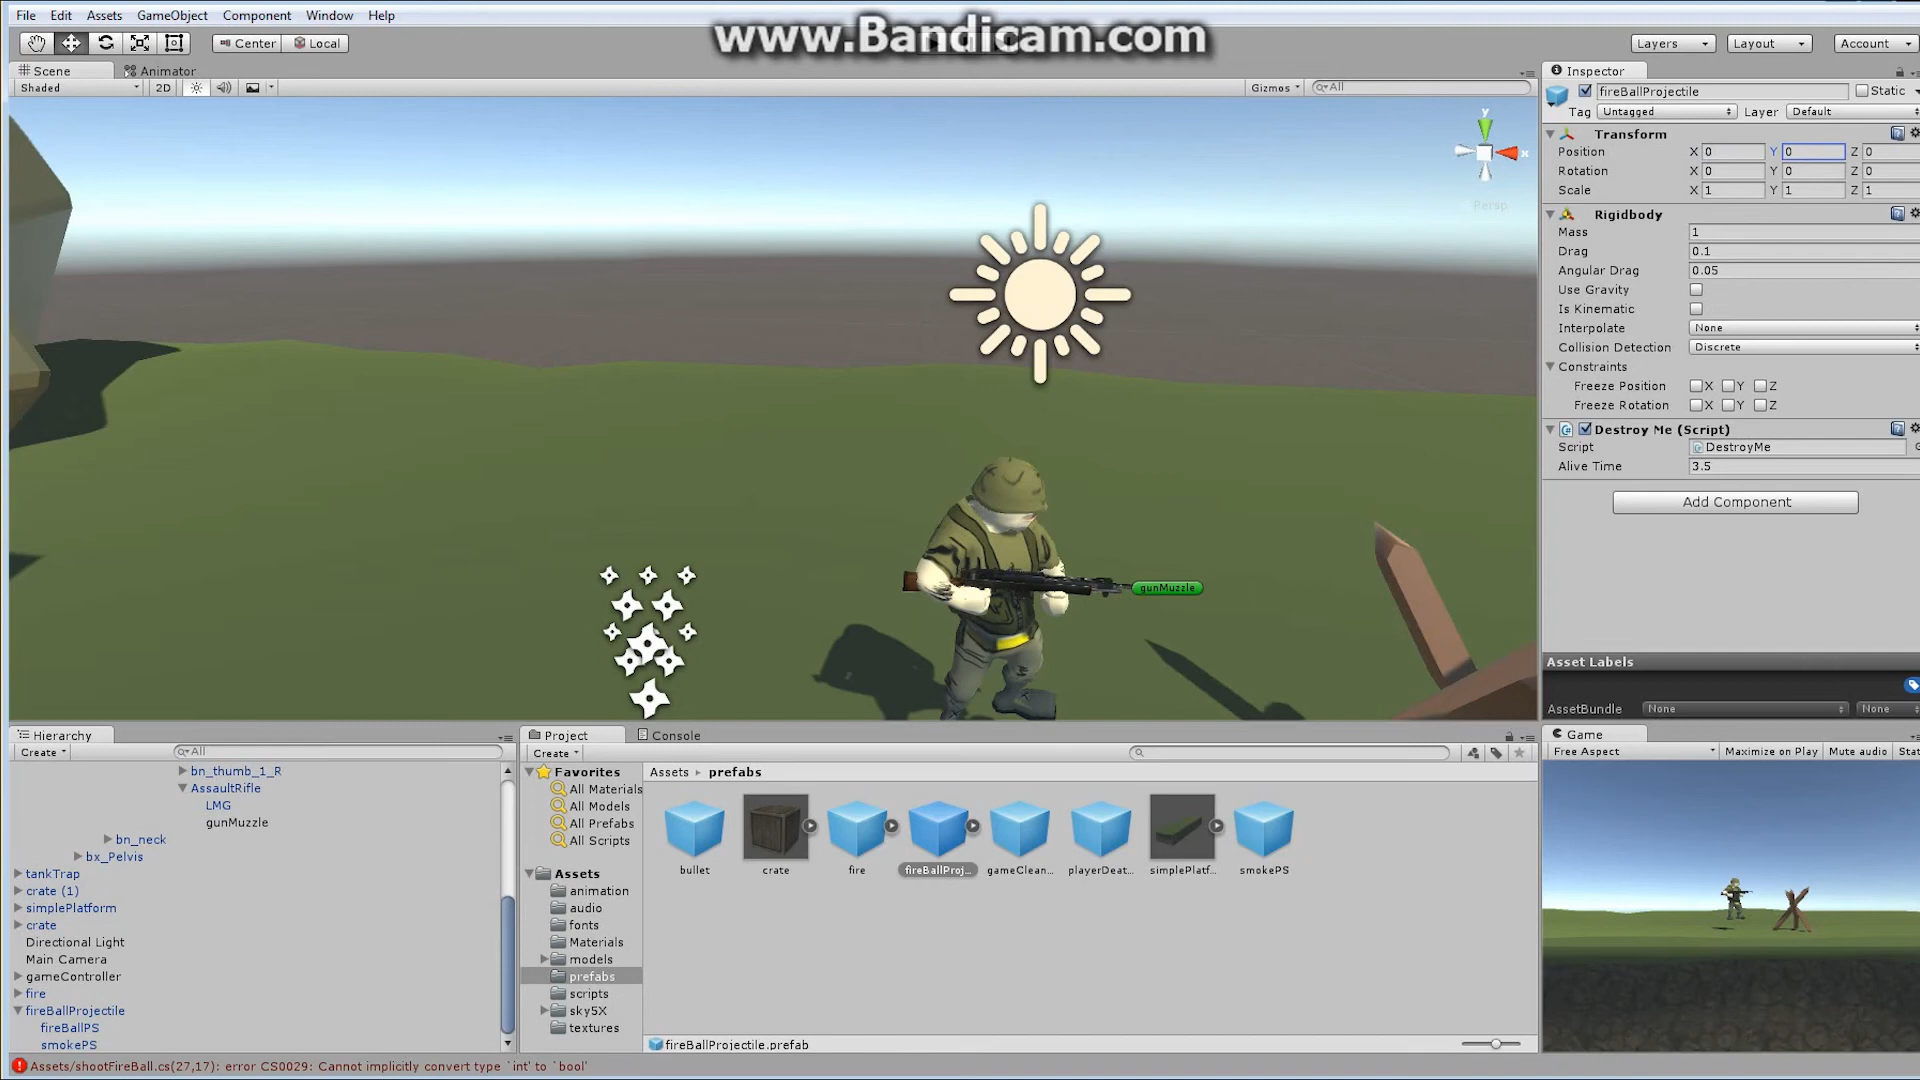 File Edit Assets GameObject Component Window Help
www.Bandicam.com
Center Local
Layers Layout Account
Scene Animator
Shaded 2D Gizmos All
Inspector
fireBallProjectile Static
Tag Untagged Layer Default
Transform
Position X 0 Y 0 Z 0
Rotation X 0 Y 0 Z 0
Scale X 1 Y 1 Z 1
Rigidbody
Mass 1
Drag 0.1
Angular Drag 0.05
Use Gravity
Is Kinematic
Interpolate None
Collision Detection Discrete
Constraints
Freeze Position X Y Z
Freeze Rotation X Y Z
Destroy Me (Script)
Script DestroyMe
Alive Time 3.5
Add Component
Asset Labels
AssetBundle None None
y
x
Persp
gunMuzzle
Hierarchy
Create All
bn_thumb_1_R
AssaultRifle
LMG
gunMuzzle
bn_neck
bx_Pelvis
tankTrap
crate (1)
simplePlatform
crate
Directional Light
Main Camera
gameController
fire
fireBallProjectile
fireBallPS
smokePS
Project Console
Create
Favorites
All Materials
All Models
All Prefabs
All Scripts
Assets
animation
audio
fonts
Materials
models
prefabs
scripts
sky5X
textures
Assets prefabs
bullet crate fire fireBallProj... gameClean... playerDeat... simplePlatf... smokePS
fireBallProjectile.prefab
Game
Free Aspect Maximize on Play Mute audio Stat
Assets/shootFireBall.cs(27,17): error CS0029: Cannot implicitly convert type `int' to `bool'